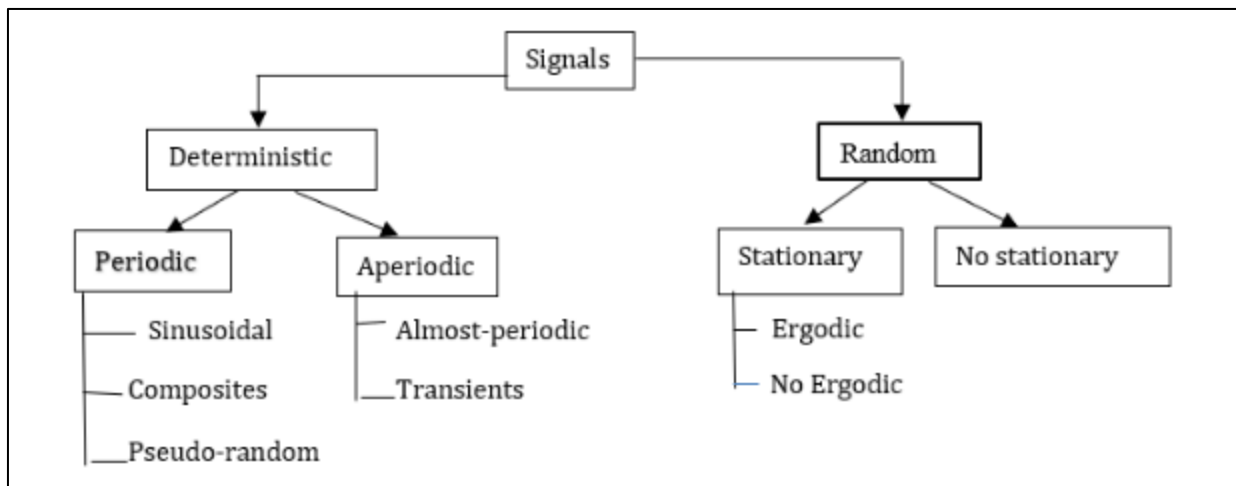 Signals
Deterministic
Random
Periodic
Aperiodic
Stationary
No stationary
Sinusoidal
Composites
Pseudo-random
Almost-periodic
Transients
Ergodic
No Ergodic